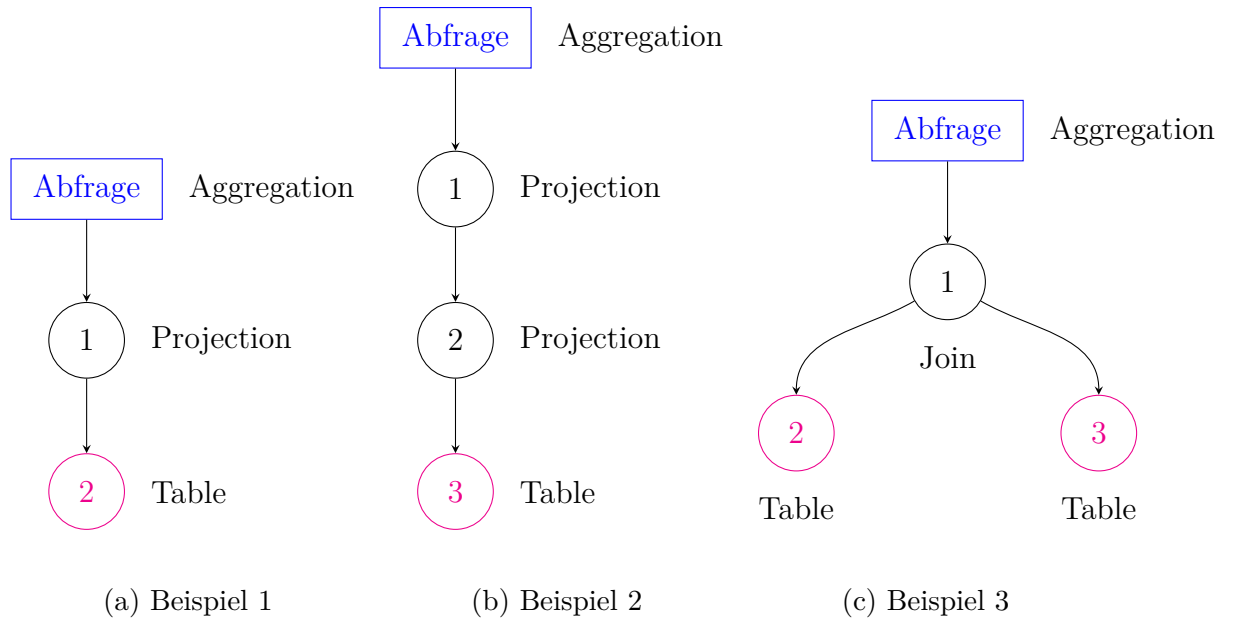 Abfrage Aggregation
1 Projection
2 Table
(a) Beispiel 1
Abfrage Aggregation
1 Projection
2 Projection
3 Table
(b) Beispiel 2
Abfrage Aggregation
1
Join
2 3
Table Table
(c) Beispiel 3